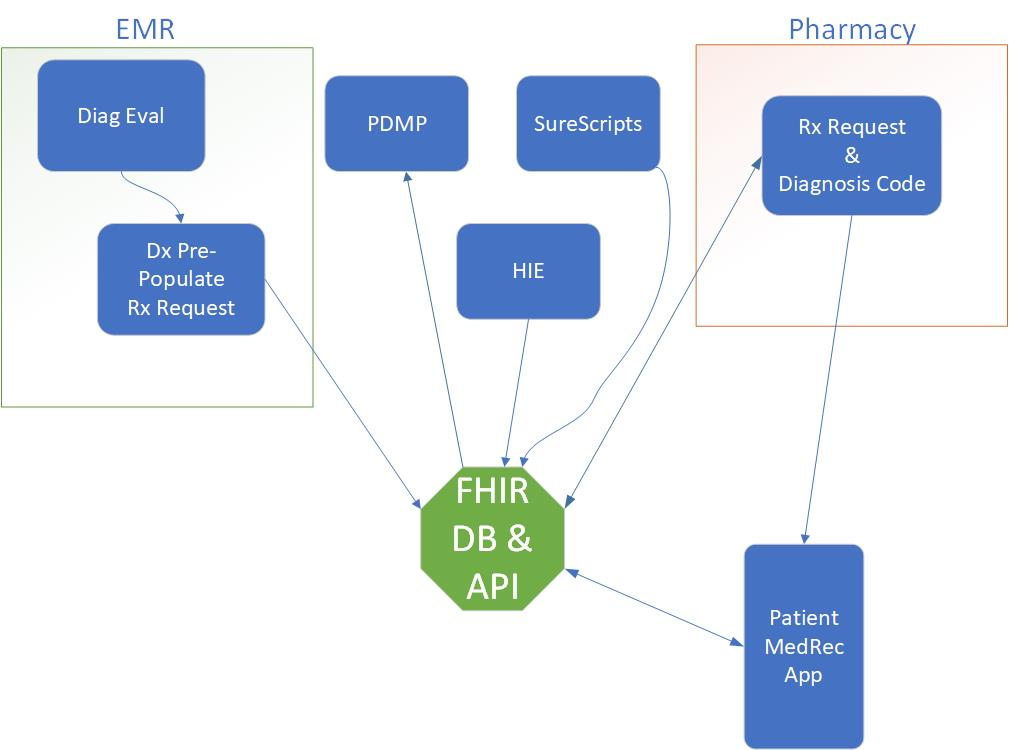 EMR
Pharmacy
Diag Eval
PDMP
SureScripts
Rx Request
&
Diagnosis Code
Dx Pre-
Populate
Rx Request
HIE
FHIR
DB &
API
Patient
MedRec
App